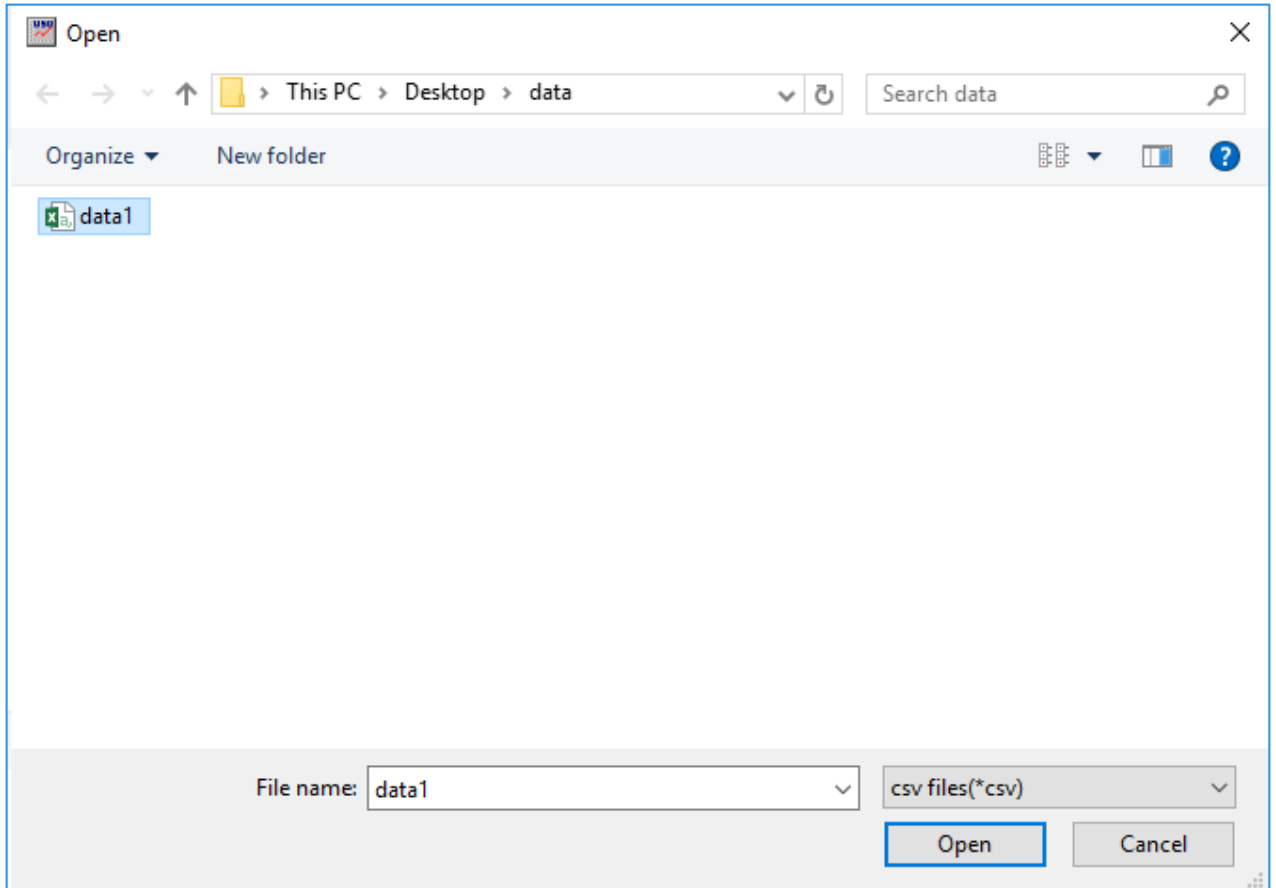 Open
This PC > Desktop > data
Search data
Organize
New folder
data1
File name: data1
csv files(*csv)
Open
Cancel